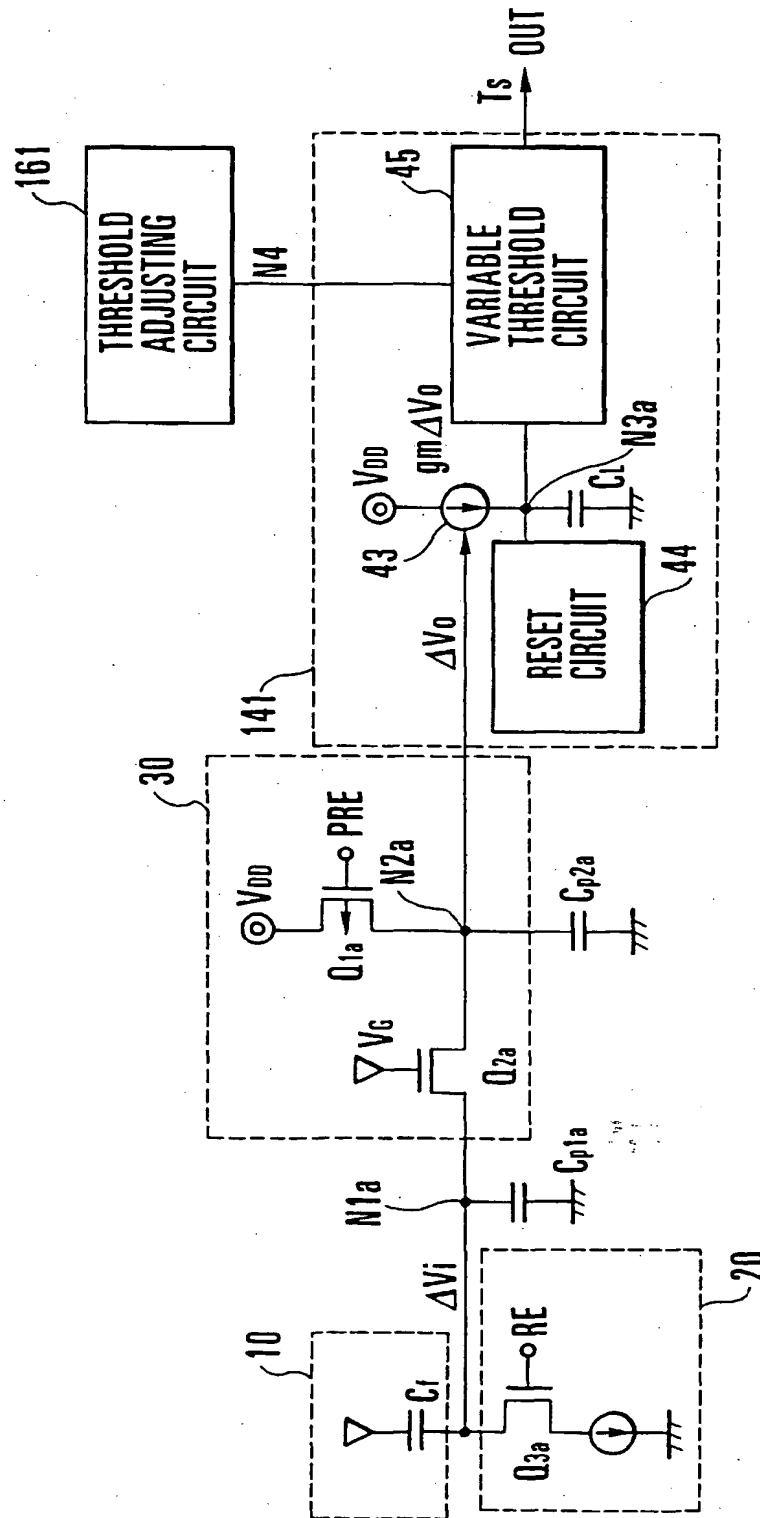 10
Cf
ΔVi
Q3a
RE
20
N1a
Cp1a
30
VDD
PRE
Q1a
VG
Q2a
N2a
Cp2a
141
ΔVo
43
VDD
gmΔVo
RESET
CIRCUIT
44
CL
N3a
161
THRESHOLD
ADJUSTING
CIRCUIT
N4
45
VARIABLE
THRESHOLD
CIRCUIT
TS
OUT